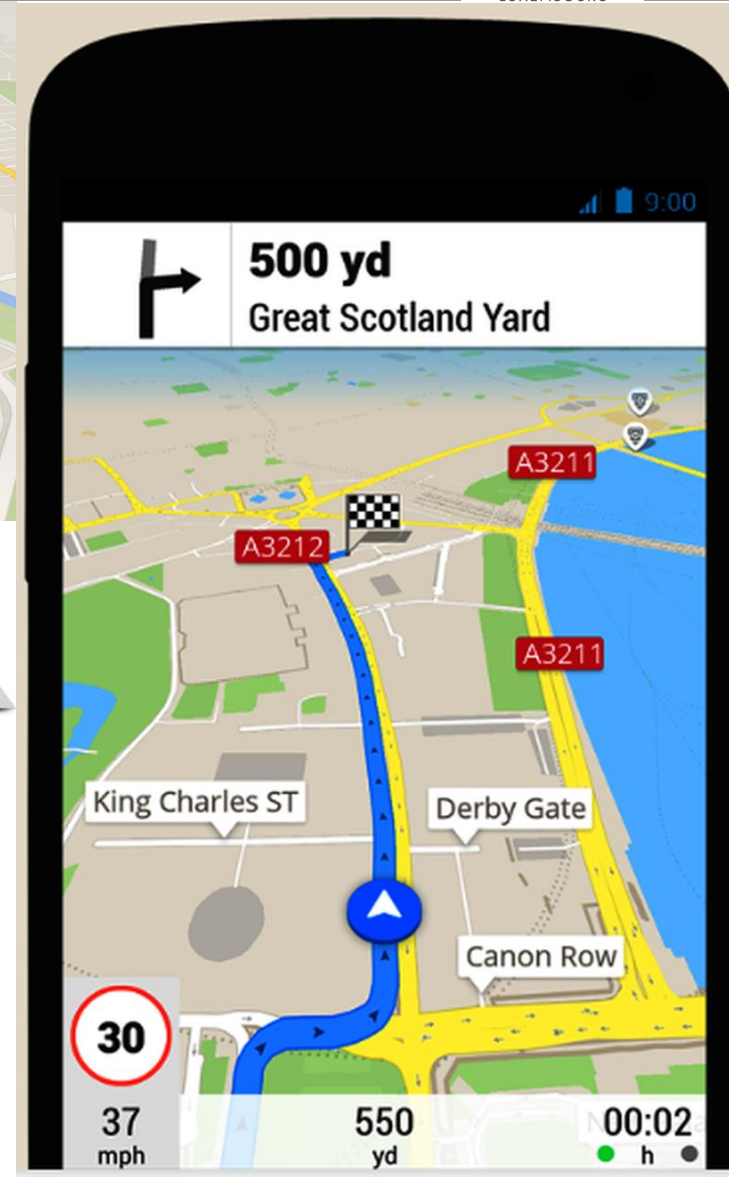 9:00
500 yd
Great Scotland Yard
A3211
A3212
A3211
King Charles ST
Derby Gate
Canon Row
30
37
mph
550
yd
00:02
h